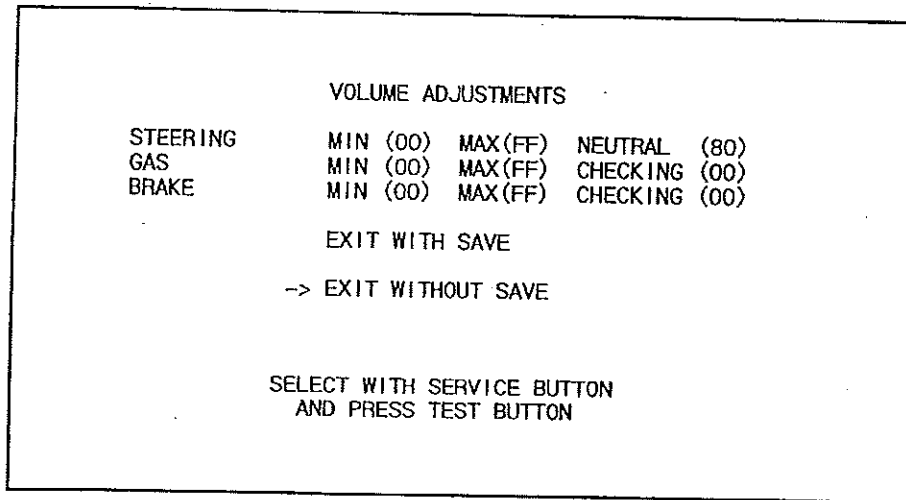 VOLUME ADJUSTMENTS
STEERING MIN (00) MAX(FF) NEUTRAL (80)
GAS MIN (00) MAX(FF) CHECKING (00)
BRAKE MIN (00) MAX(FF) CHECKING (00)
EXIT WITH SAVE
-> EXIT WITHOUT SAVE
SELECT WITH SERVICE BUTTON
AND PRESS TEST BUTTON